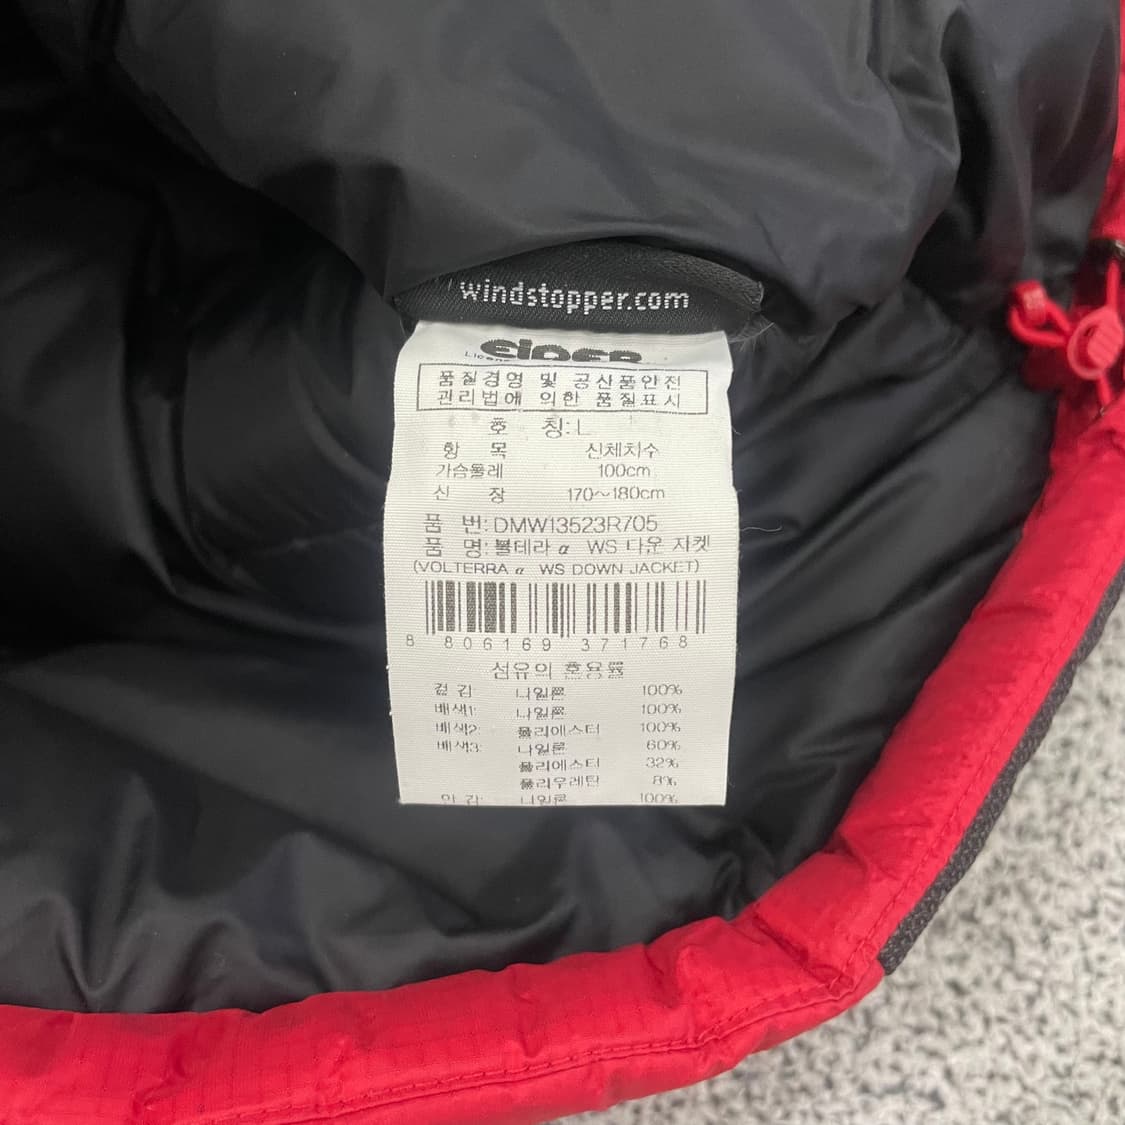 windstopper.com
eider
품질경영 및 공산품안전
관리법에 의한 품질표시
호 칭:L
항 목 신체치수
가슴둘레 100cm
신 장 170~180cm
품 번:DMW13523R705
품 명:볼테라 α WS 다운 자켓
(VOLTERRA α WS DOWN JACKET)
8 806169 371768
섬유의 혼용률
겉 감 나일론 100%
배색1: 나일론 100%
배색2: 폴리에스터 100%
배색3: 나일론 60%
폴리에스터 32%
폴리우레탄 8%
안 감: 나일론 100%